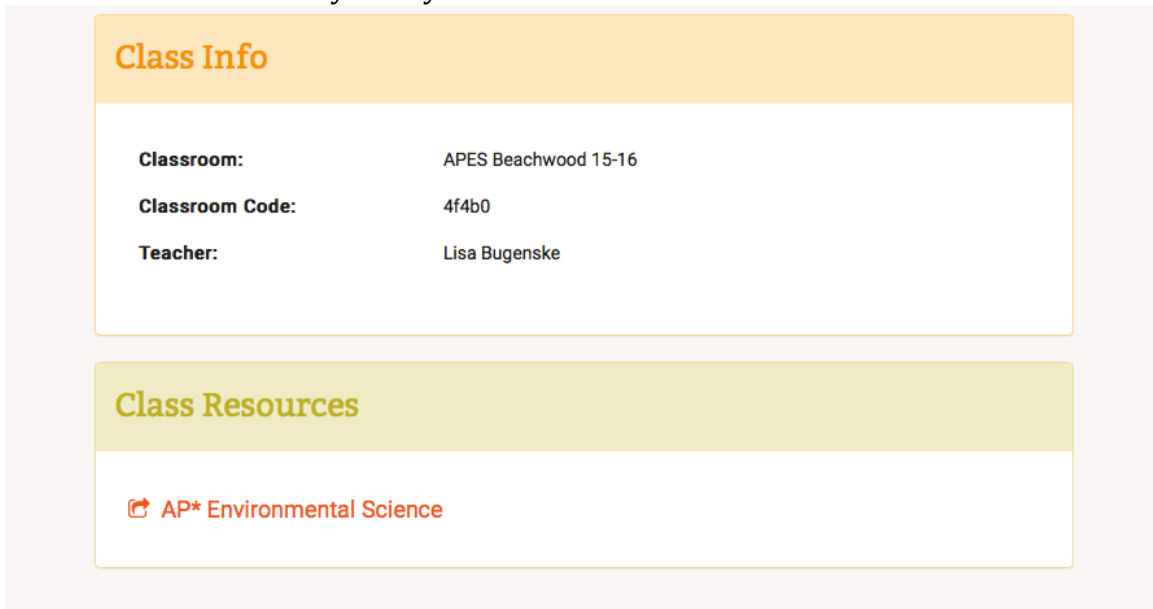 Class Info
Classroom: APES Beachwood 15-16
Classroom Code: 4f4b0
Teacher: Lisa Bugenske
Class Resources
AP* Environmental Science